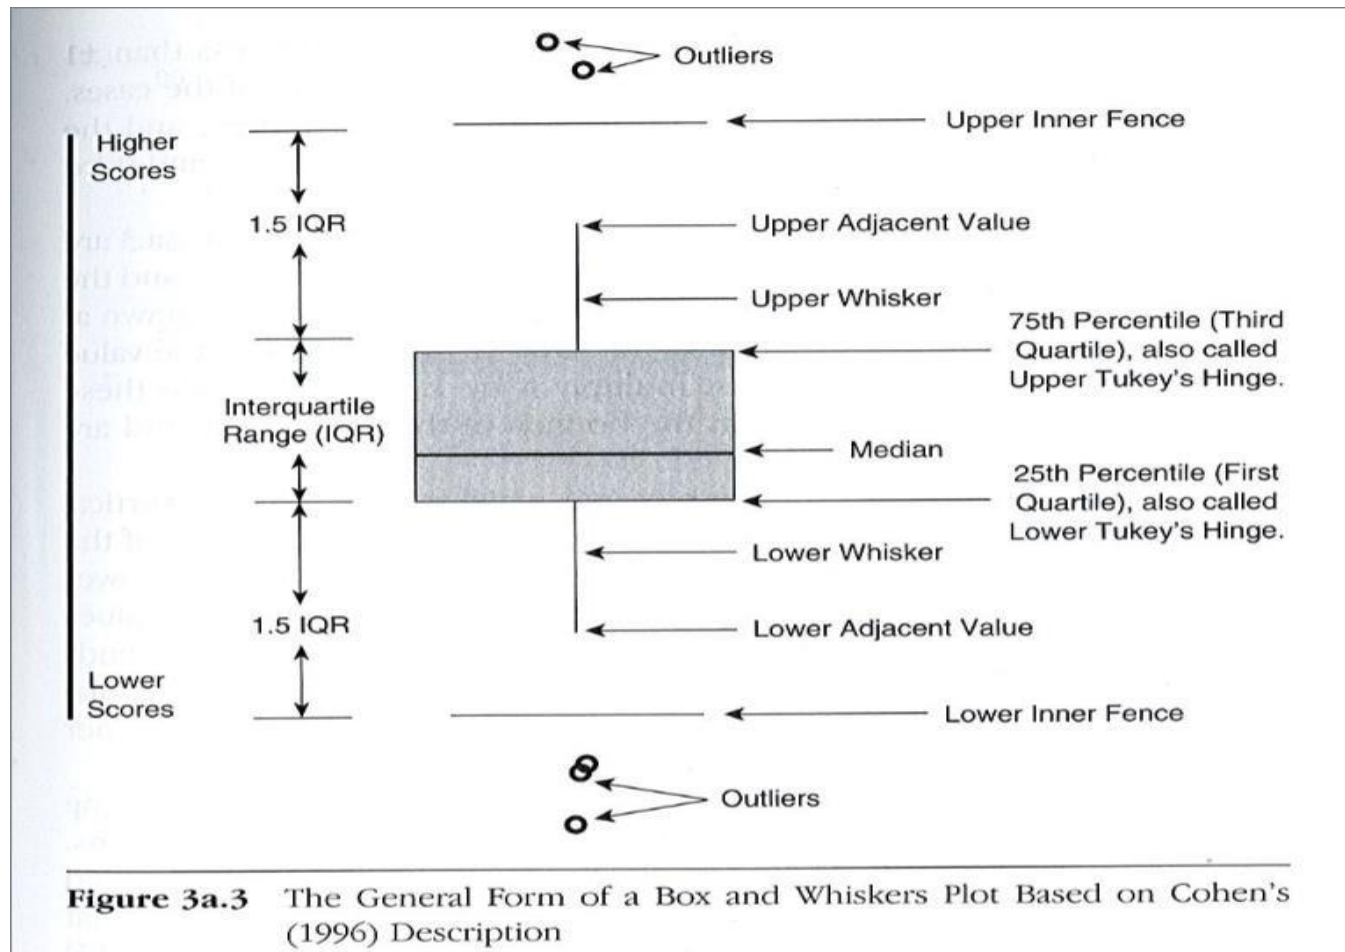 Outliers
Upper Inner Fence
Higher
Scores
1.5 IQR
Upper Adjacent Value
Upper Whisker
75th Percentile (Third
Quartile), also called
Upper Tukey's Hinge.
Interquartile
Range (IQR)
Median
25th Percentile (First
Quartile), also called
Lower Tukey's Hinge.
Lower Whisker
1.5 IQR
Lower Adjacent Value
Lower
Scores
Lower Inner Fence
Outliers
Figure 3a.3 The General Form of a Box and Whiskers Plot Based on Cohen's
(1996) Description